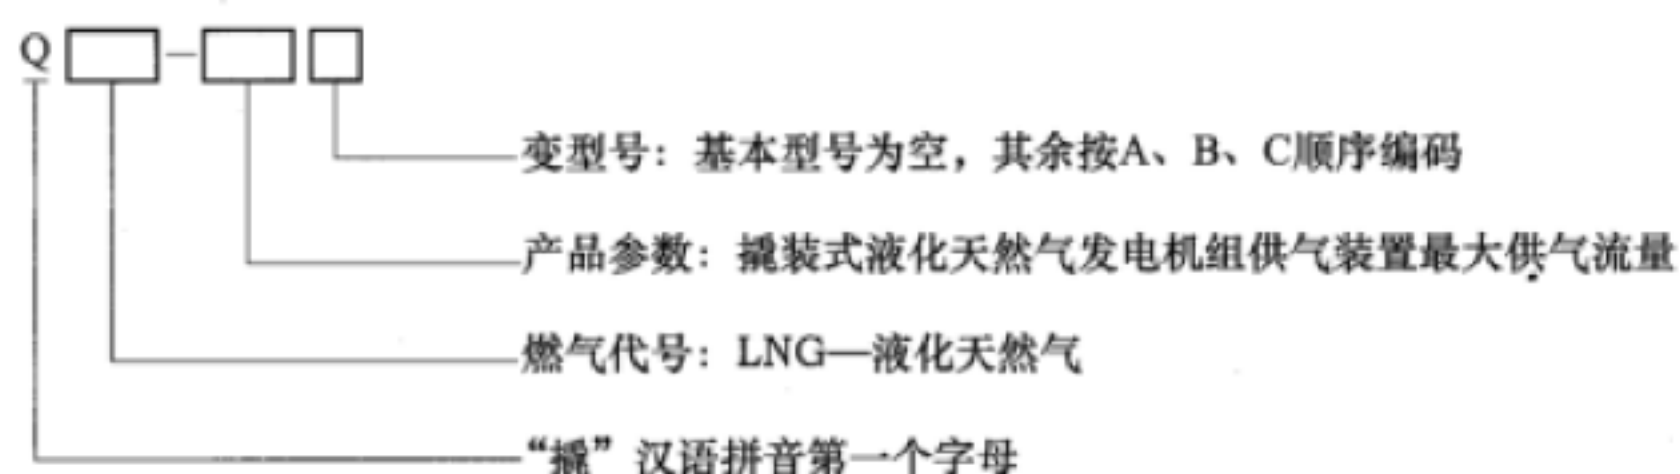 Q □ — □ □
变型号：基本型号为空，其余按A、B、C顺序编码
产品参数：撬装式液化天然气发电机组供气装置最大供气流量
燃气代号：LNG—液化天然气
“撬”汉语拼音第一个字母